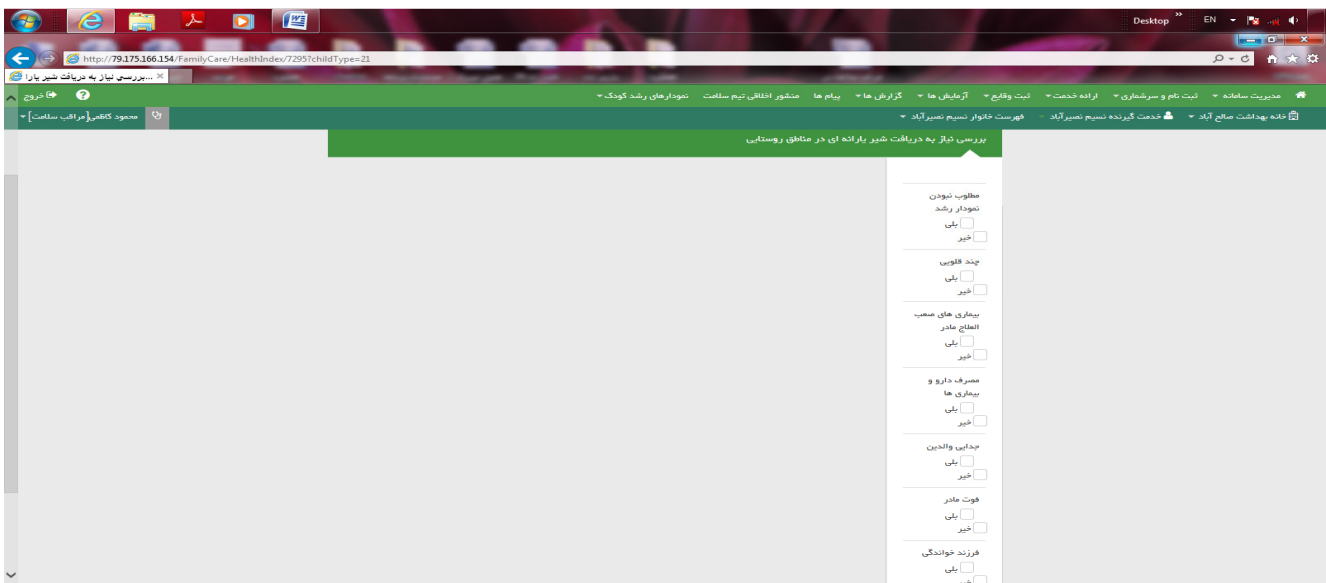 Desktop »
EN
http://79.175.166.154/FamilyCare/HealthIndex/7295?childType=21
بررسی نیاز به دریافت شیر یارا...
مدیریت سامانه ثبت نام و سرشماری ارائه خدمت ثبت وقایع آزمایش ها گزارش ها پیام ها منشور اخلاقی تیم سلامت نمودارهای رشد کودک خروج
خانه بهداشت صالح آباد خدمت گیرنده نسیم نصیرآباد فهرست خانوار نسیم نصیرآباد محمود کاظمی[مراقب سلامت]
بررسی نیاز به دریافت شیر یارانه ای در مناطق روستایی
مطلوب نبودن
نمودار رشد
بلی
خیر
چند قلویی
بلی
خیر
بیماری های صعب
العلاج مادر
بلی
خیر
مصرف دارو و
بیماری ها
بلی
خیر
جدایی والدین
بلی
خیر
فوت مادر
بلی
خیر
فرزند خواندگی
بلی
خیر